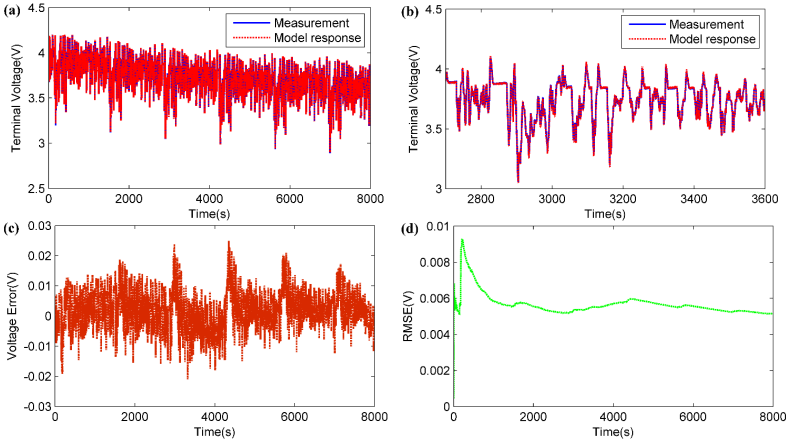 (a)
4.5
4
3.5
3
2.5
Terminal Voltage(V)
Measurement
Model response
0 2000 4000 6000 8000
Time(s)
(b)
4.5
4
3.5
3
Terminal Voltage(V)
Measurement
Model response
2800 3000 3200 3400 3600
Time(s)
(c)
0.03
0.02
0.01
0
-0.01
-0.02
-0.03
Voltage Error(V)
0 2000 4000 6000 8000
Time(s)
(d)
0.01
0.008
0.006
0.004
0.002
0
RMSE(V)
0 2000 4000 6000 8000
Time(s)